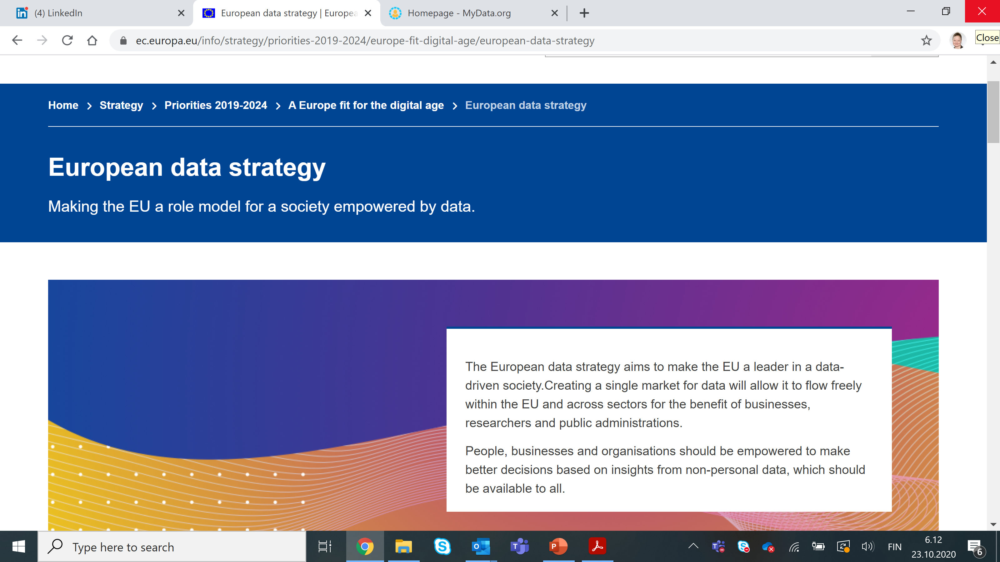 (4) LinkedIn
European data strategy | Europea
Homepage - MyData.org
ec.europa.eu/info/strategy/priorities-2019-2024/europe-fit-digital-age/european-data-strategy
Close
Home > Strategy > Priorities 2019-2024 > A Europe fit for the digital age > European data strategy
European data strategy
Making the EU a role model for a society empowered by data.
The European data strategy aims to make the EU a leader in a data-
driven society.Creating a single market for data will allow it to flow freely
within the EU and across sectors for the benefit of businesses,
researchers and public administrations.
People, businesses and organisations should be empowered to make
better decisions based on insights from non-personal data, which should
be available to all.
Type here to search
FIN
6.12
23.10.2020
6